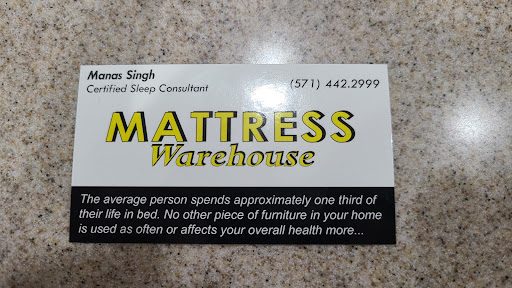 Manas Singh
Certified Sleep Consultant
(571) 442.2999
MATTRESS
Warehouse
The average person spends approximately one third of
their life in bed. No other piece of furniture in your home
is used as often or affects your overall health more...